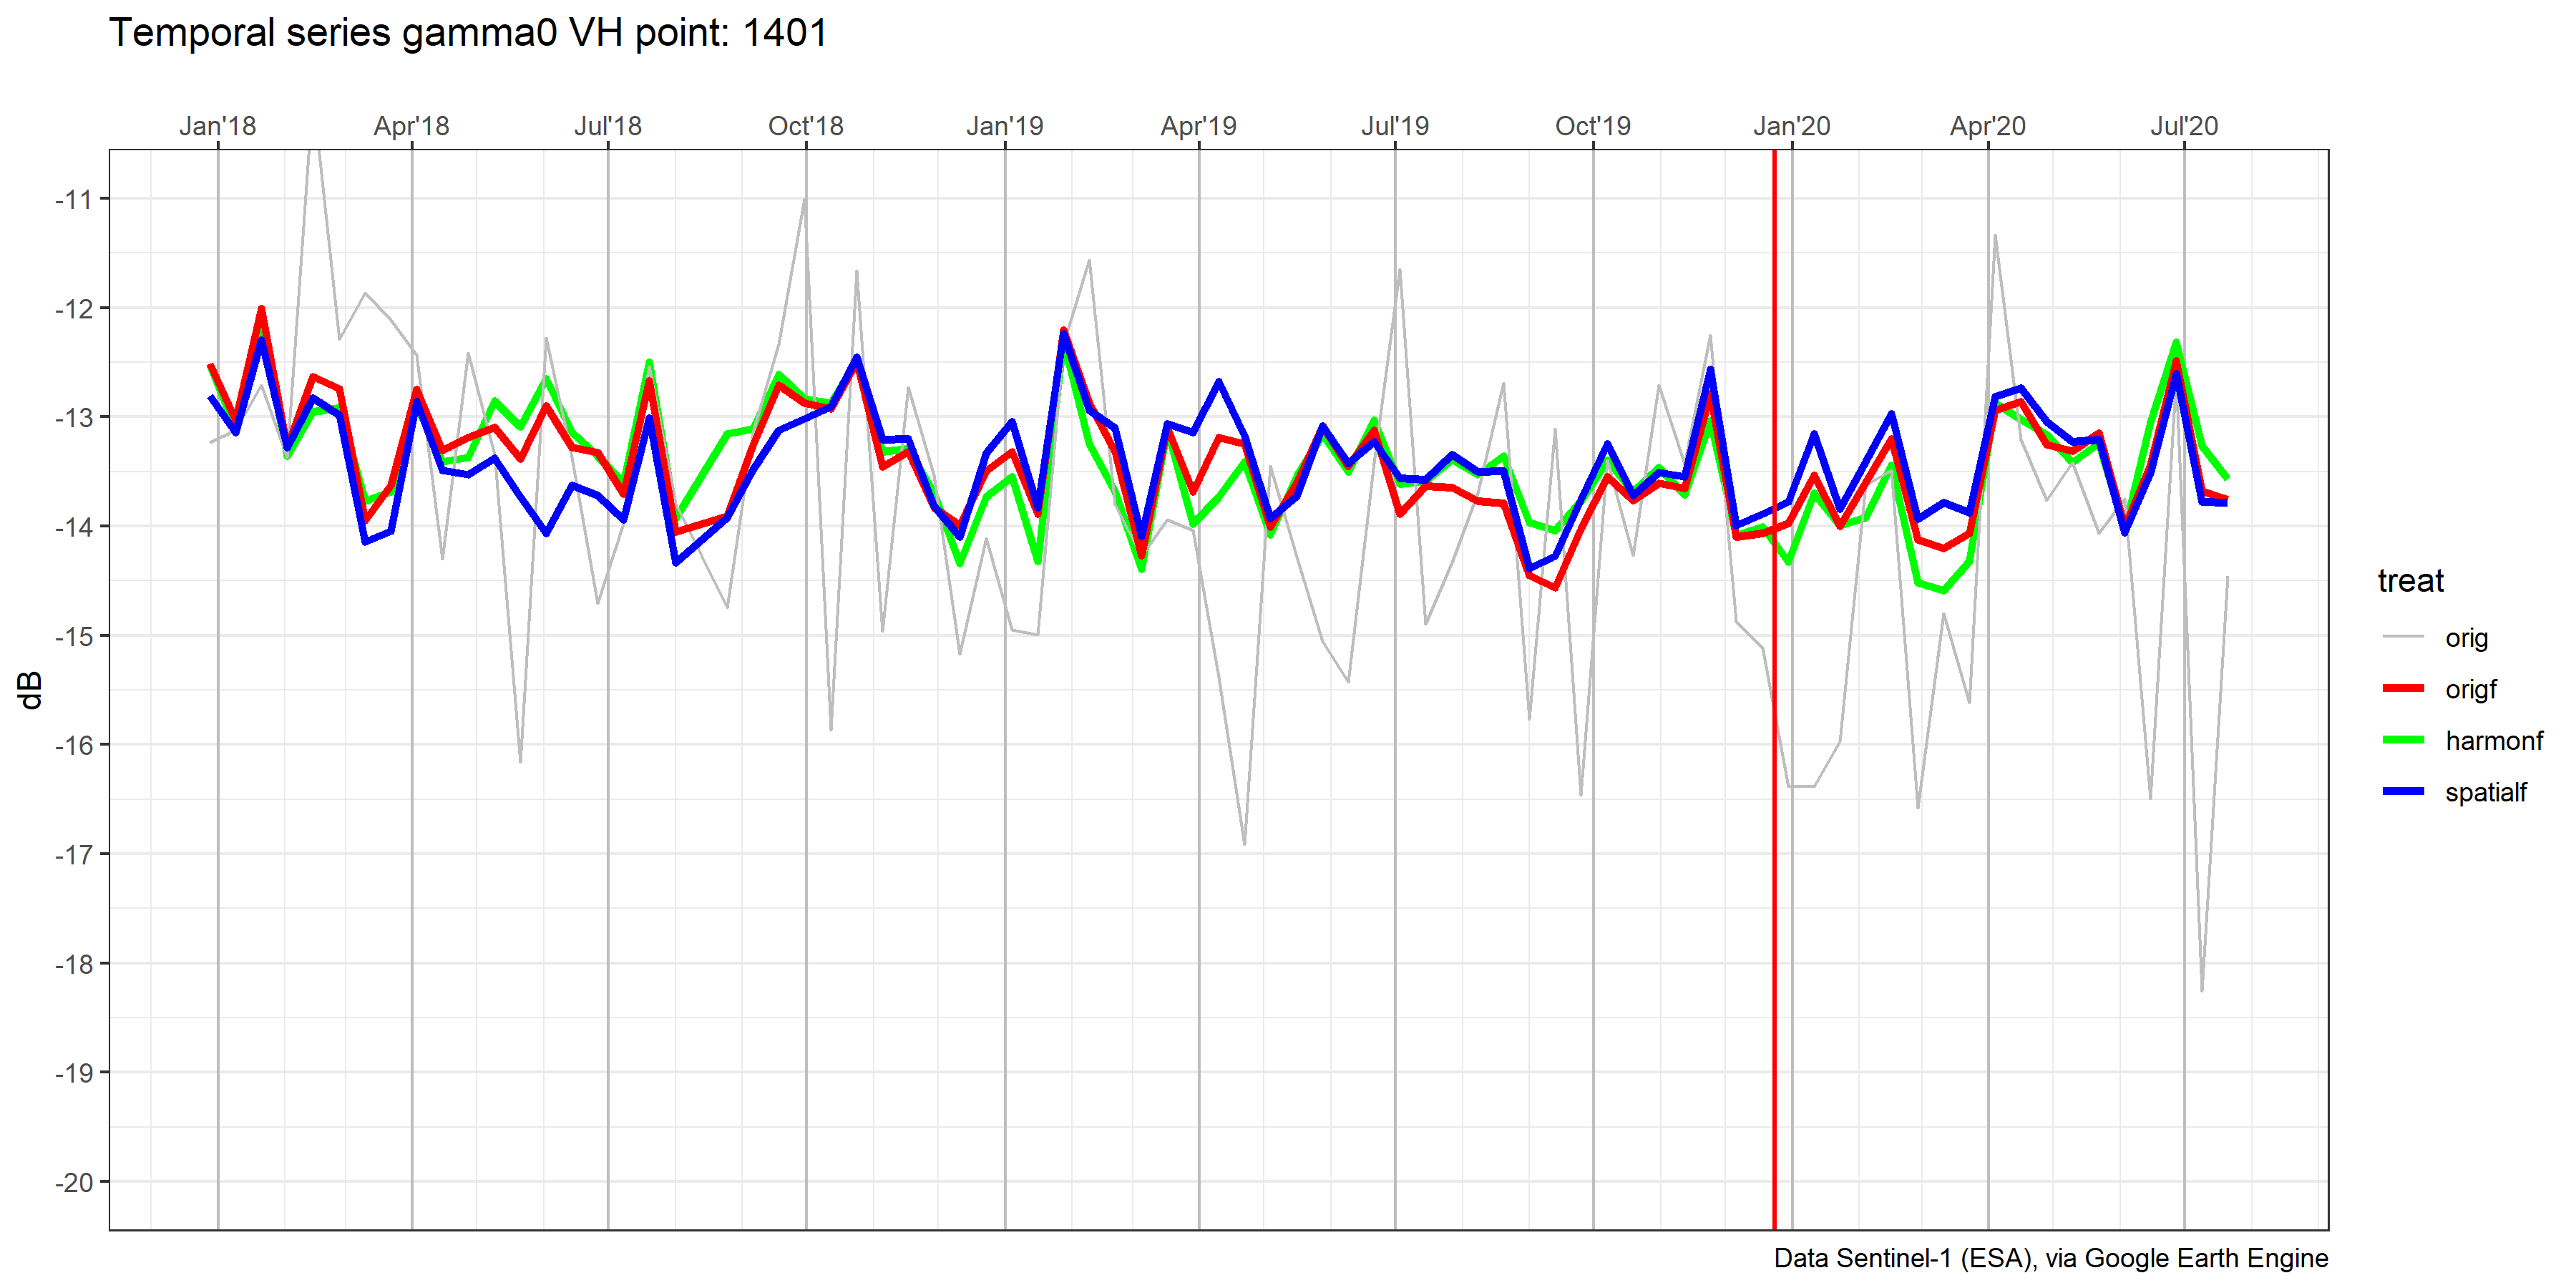 Temporal series gamma0 VH point: 1401
Jan'18 Apr'18 Jul'18 Oct'18 Jan'19 Apr'19 Jul'19 Oct'19 Jan'20 Apr'20 Jul'20
-11
-12
-13
-14
-15
-16
-17
-18
-19
-20
dB
treat
orig
origf
harmonf
spatialf
Data Sentinel-1 (ESA), via Google Earth Engine